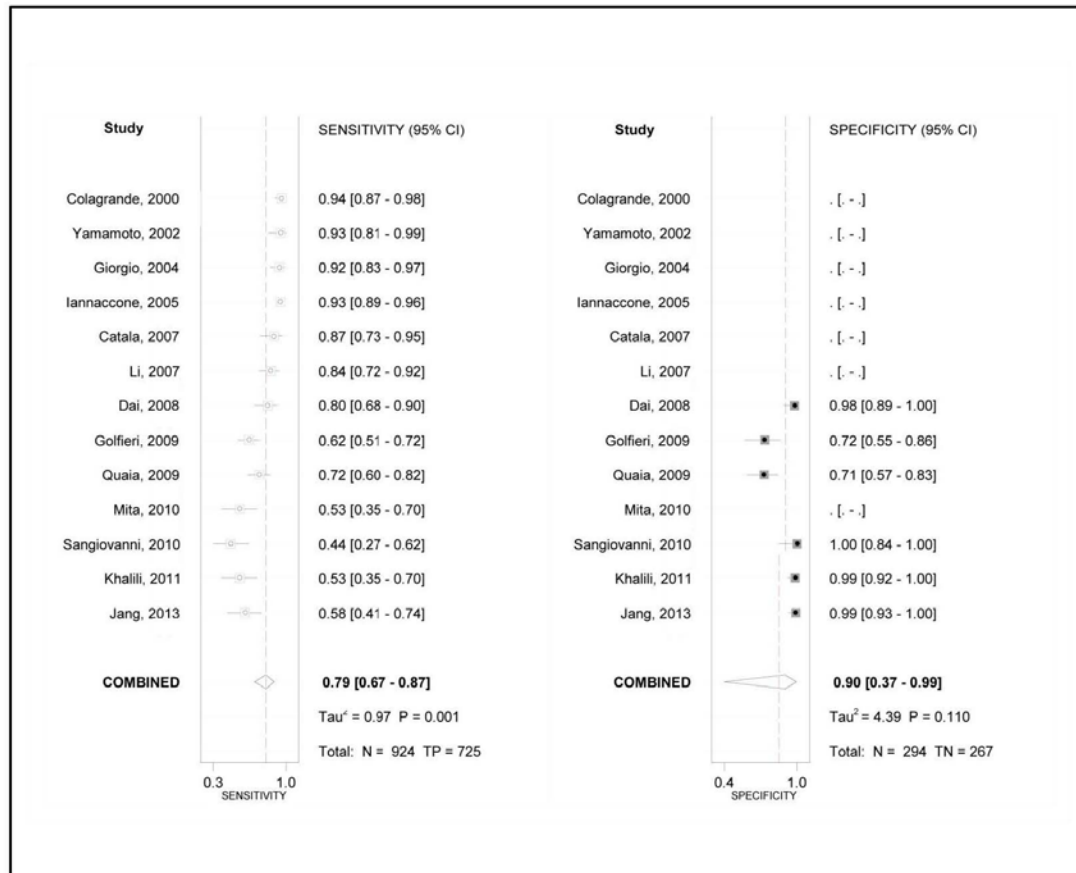 Study SENSITIVITY (95% CI)
Colagrande, 2000 0.94 [0.87 - 0.98]
Yamamoto, 2002 0.93 [0.81 - 0.99]
Giorgio, 2004 0.92 [0.83 - 0.97]
Iannaccone, 2005 0.93 [0.89 - 0.96]
Catala, 2007 0.87 [0.73 - 0.95]
Li, 2007 0.84 [0.72 - 0.92]
Dai, 2008 0.80 [0.68 - 0.90]
Golfieri, 2009 0.62 [0.51 - 0.72]
Quaia, 2009 0.72 [0.60 - 0.82]
Mita, 2010 0.53 [0.35 - 0.70]
Sangiovanni, 2010 0.44 [0.27 - 0.62]
Khalili, 2011 0.53 [0.35 - 0.70]
Jang, 2013 0.58 [0.41 - 0.74]
COMBINED 0.79 [0.67 - 0.87]
Tau² = 0.97 P = 0.001
Total: N = 924 TP = 725
0.3 1.0
SENSITIVITY
Study SPECIFICITY (95% CI)
Colagrande, 2000 . [. - .]
Yamamoto, 2002 . [. - .]
Giorgio, 2004 . [. - .]
Iannaccone, 2005 . [. - .]
Catala, 2007 . [. - .]
Li, 2007 . [. - .]
Dai, 2008 0.98 [0.89 - 1.00]
Golfieri, 2009 0.72 [0.55 - 0.86]
Quaia, 2009 0.71 [0.57 - 0.83]
Mita, 2010 . [. - .]
Sangiovanni, 2010 1.00 [0.84 - 1.00]
Khalili, 2011 0.99 [0.92 - 1.00]
Jang, 2013 0.99 [0.93 - 1.00]
COMBINED 0.90 [0.37 - 0.99]
Tau² = 4.39 P = 0.110
Total: N = 294 TN = 267
0.4 1.0
SPECIFICITY